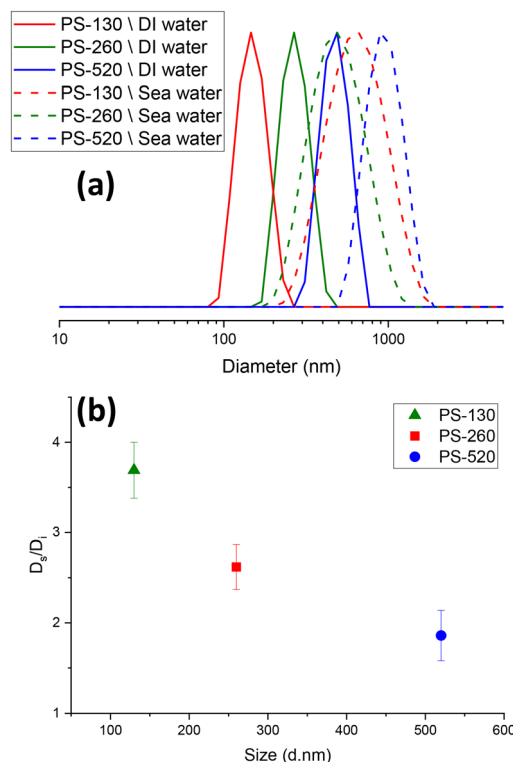 PS-130 \ DI water
PS-260 \ DI water
PS-520 \ DI water
PS-130 \ Sea water
PS-260 \ Sea water
PS-520 \ Sea water
(a)
10 100 1000
Diameter (nm)
(b)
PS-130
PS-260
PS-520
4
3
2
1
Ds/Di
100 200 300 400 500 600
Size (d.nm)